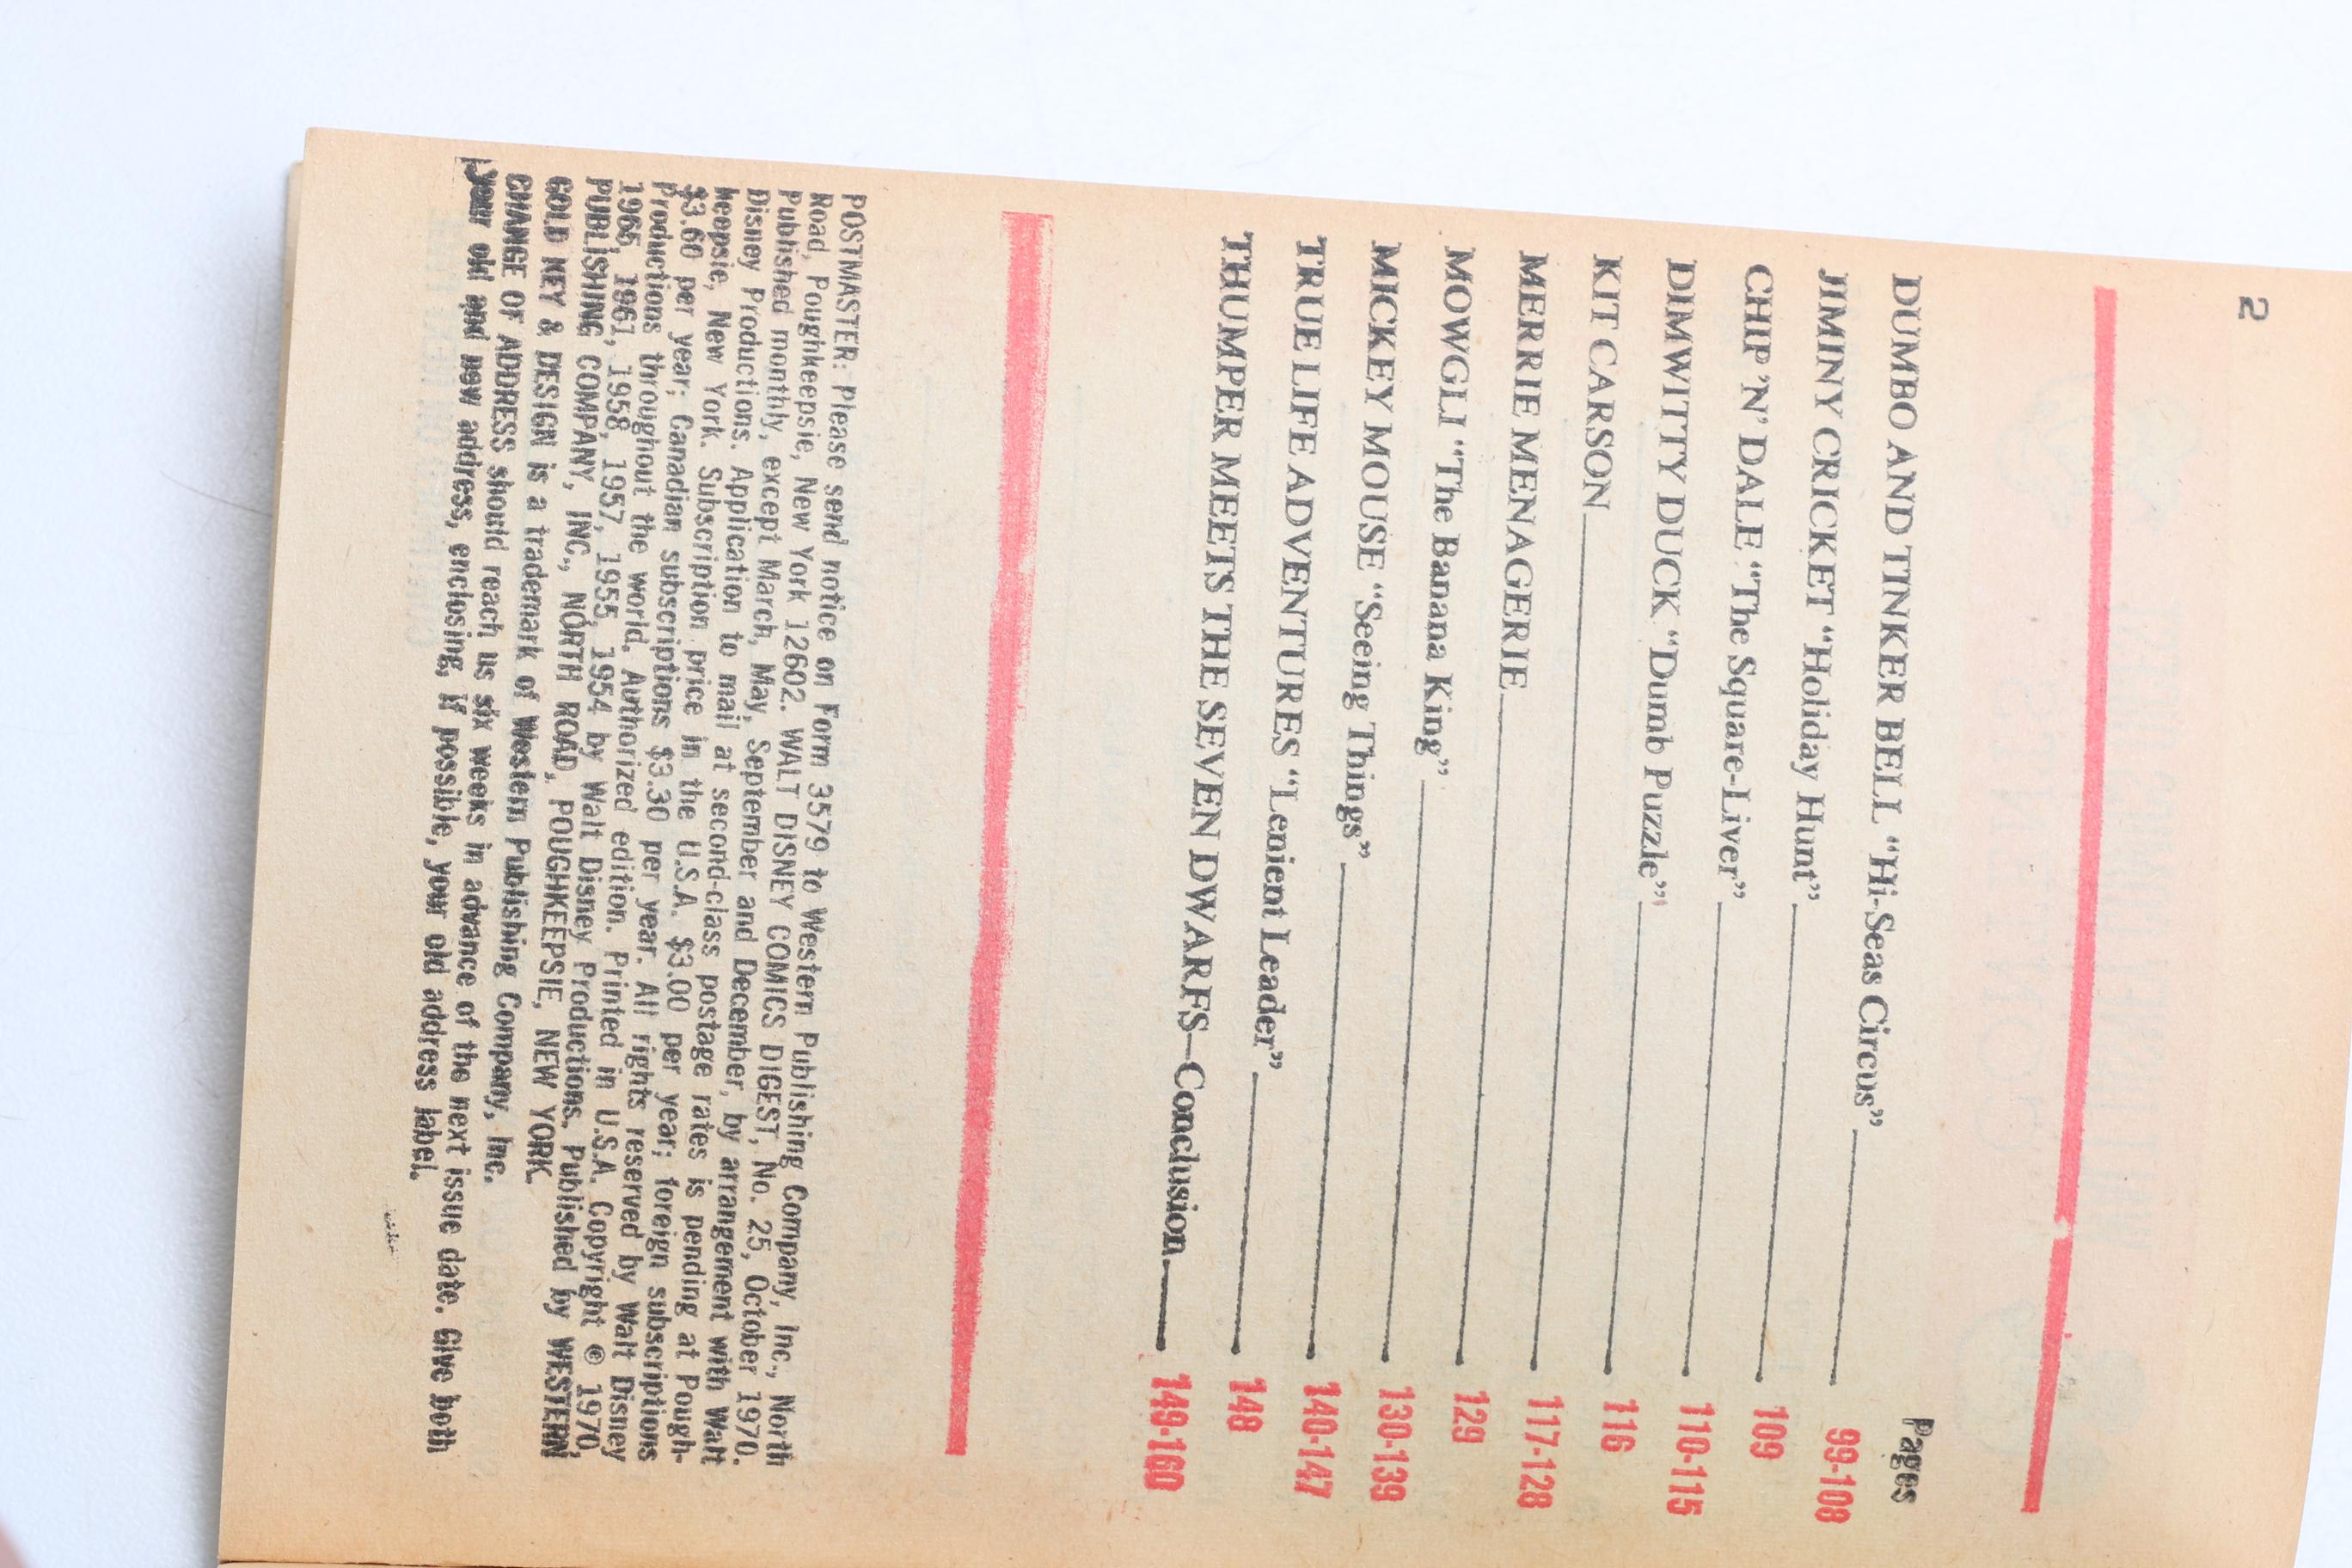 2
Pages
DUMBO AND TINKER BELL “Hi-Seas Circus” 99-108
JIMINY CRICKET “Holiday Hunt” 109
CHIP ’N’ DALE “The Square-Liver” 110-115
DIMWITTY DUCK “Dumb Puzzle” 116
KIT CARSON 117-128
MERRIE MENAGERIE 129
MOWGLI “The Banana King” 130-139
MICKEY MOUSE “Seeing Things” 140-147
TRUE LIFE ADVENTURES “Lenient Leader” 148
THUMPER MEETS THE SEVEN DWARFS—Conclusion 149-160
POSTMASTER: Please send notice on Form 3579 to Western Publishing Company, Inc., North
Road, Poughkeepsie, New York 12602. WALT DISNEY COMICS DIGEST, No. 25, October 1970.
Published monthly, except March, May, September and December, by arrangement with Walt
Disney Productions. Application to mail at second-class postage rates is pending at Pough-
keepsie, New York. Subscription price in the U.S.A. $3.00 per year; foreign subscriptions
$3.60 per year; Canadian subscriptions $3.30 per year. All rights reserved by Walt Disney
Productions throughout the world. Authorized edition. Printed in U.S.A. Copyright © 1970,
1965, 1961, 1958, 1957, 1955, 1954 by Walt Disney Productions. Published by WESTERN
PUBLISHING COMPANY, INC., NORTH ROAD, POUGHKEEPSIE, NEW YORK.
GOLD KEY & DESIGN is a trademark of Western Publishing Company, Inc.
CHANGE OF ADDRESS should reach us six weeks in advance of the next issue date. Give both
your old and new address, enclosing, if possible, your old address label.